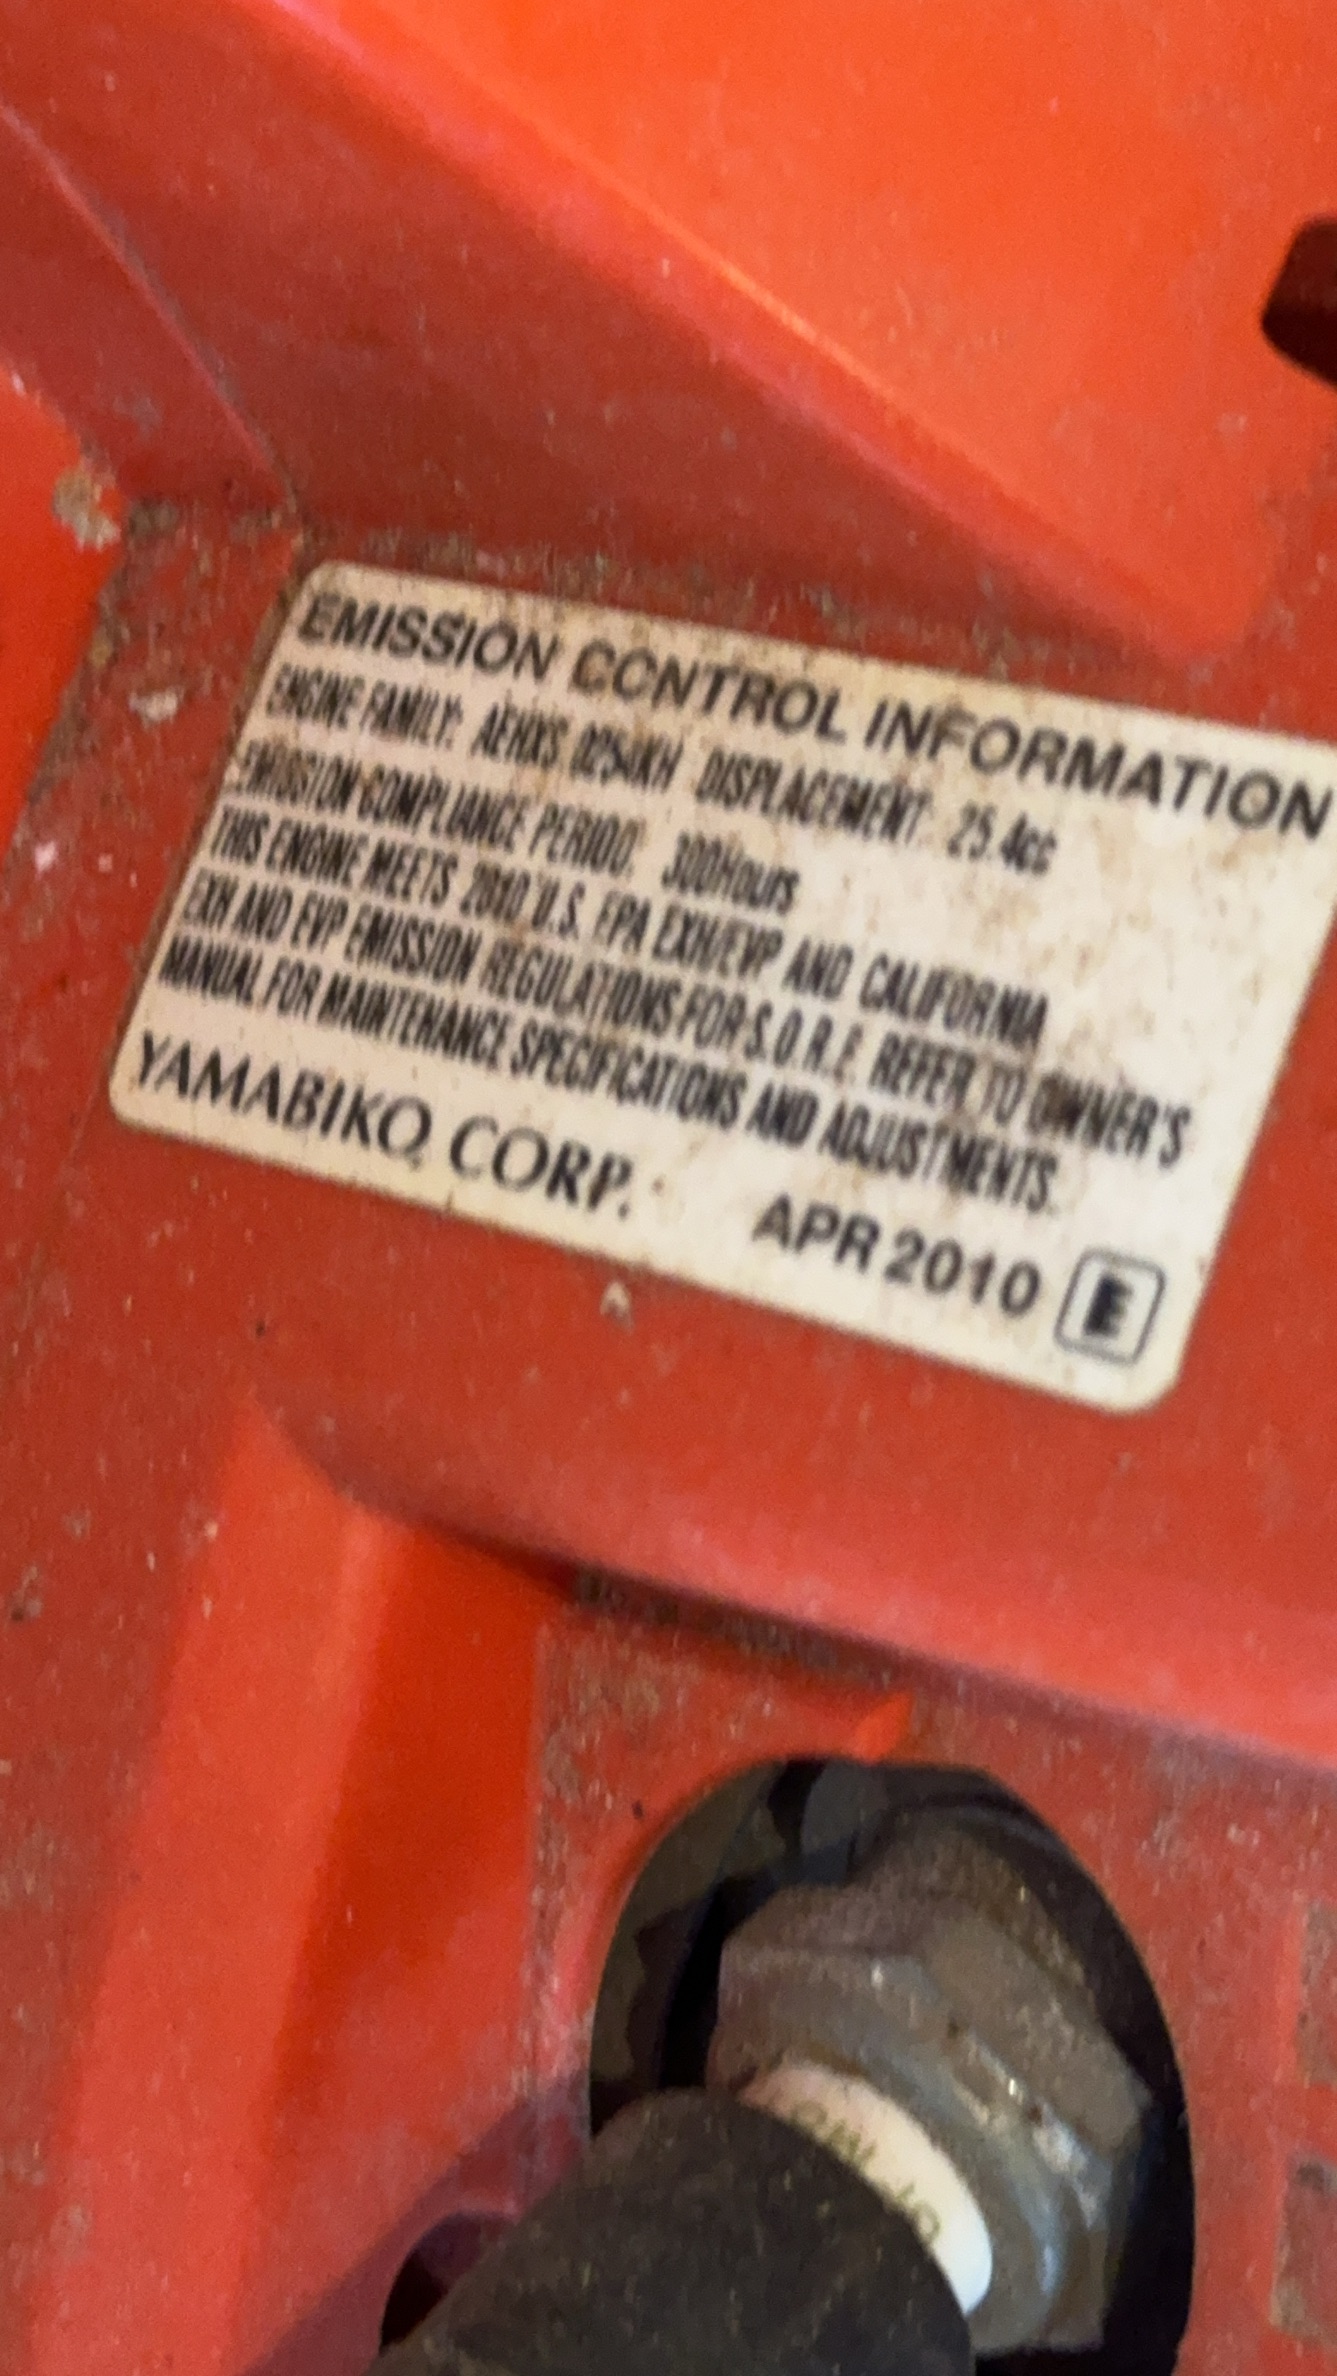 EMISSION CONTROL INFORMATION
ENGINE FAMILY: AEHXS.0254KH DISPLACEMENT: 25.4cc
EMISSION COMPLIANCE PERIOD: 300Hours
THIS ENGINE MEETS 2010 U.S. EPA EXH/EVP AND CALIFORNIA
EXH AND EVP EMISSION REGULATIONS FOR S.O.R.E. REFER TO OWNER'S
MANUAL FOR MAINTENANCE SPECIFICATIONS AND ADJUSTMENTS.
YAMABIKO CORP. APR 2010 E